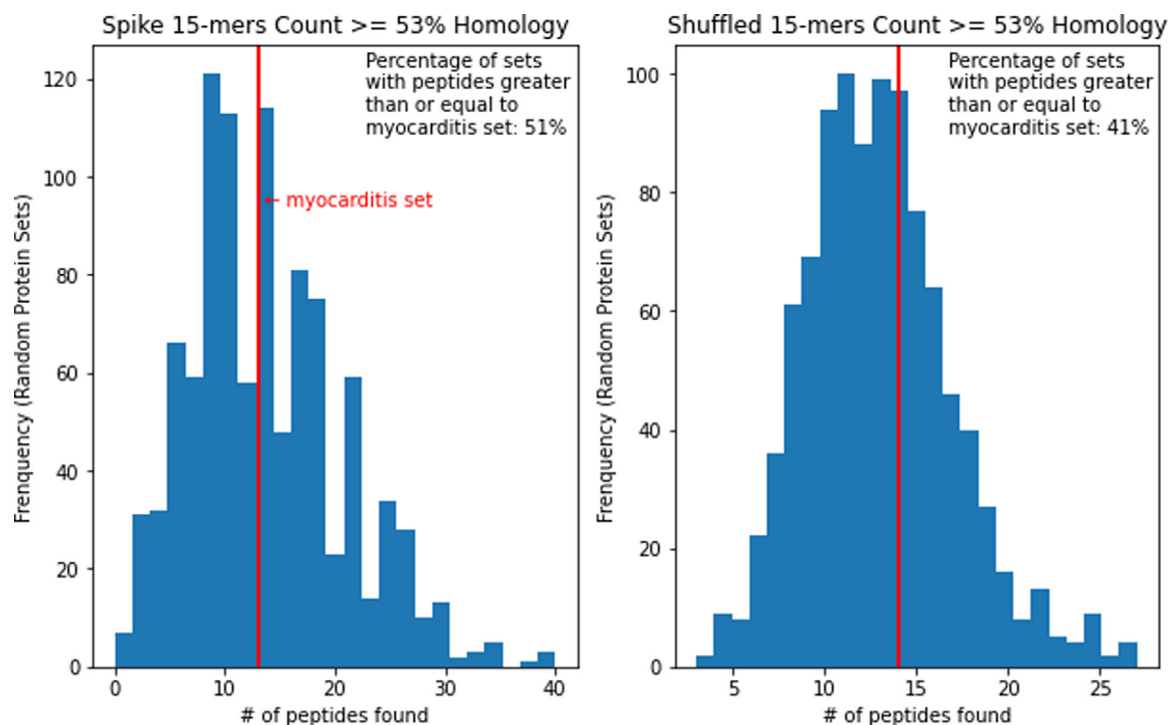 Spike 15-mers Count >= 53% Homology
Percentage of sets
with peptides greater
than or equal to
myocarditis set: 51%
← myocarditis set
Frenquency (Random Protein Sets)
120
100
80
60
40
20
0
0 10 20 30 40
# of peptides found
Shuffled 15-mers Count >= 53% Homology
Percentage of sets
with peptides greater
than or equal to
myocarditis set: 41%
Frenquency (Random Protein Sets)
100
80
60
40
20
0
5 10 15 20 25
# of peptides found